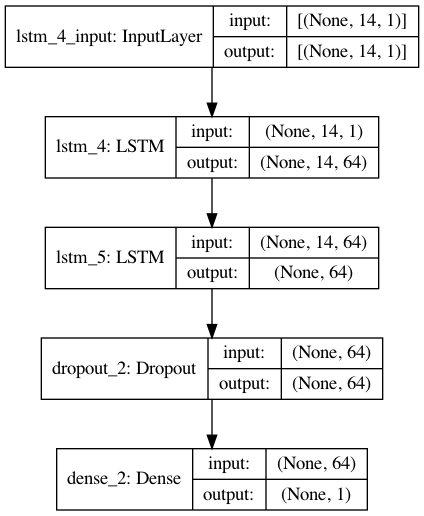 lstm_4_input: InputLayer
input: [(None, 14, 1)]
output: [(None, 14, 1)]
lstm_4: LSTM
input: (None, 14, 1)
output: (None, 14, 64)
lstm_5: LSTM
input: (None, 14, 64)
output: (None, 64)
dropout_2: Dropout
input: (None, 64)
output: (None, 64)
dense_2: Dense
input: (None, 64)
output: (None, 1)